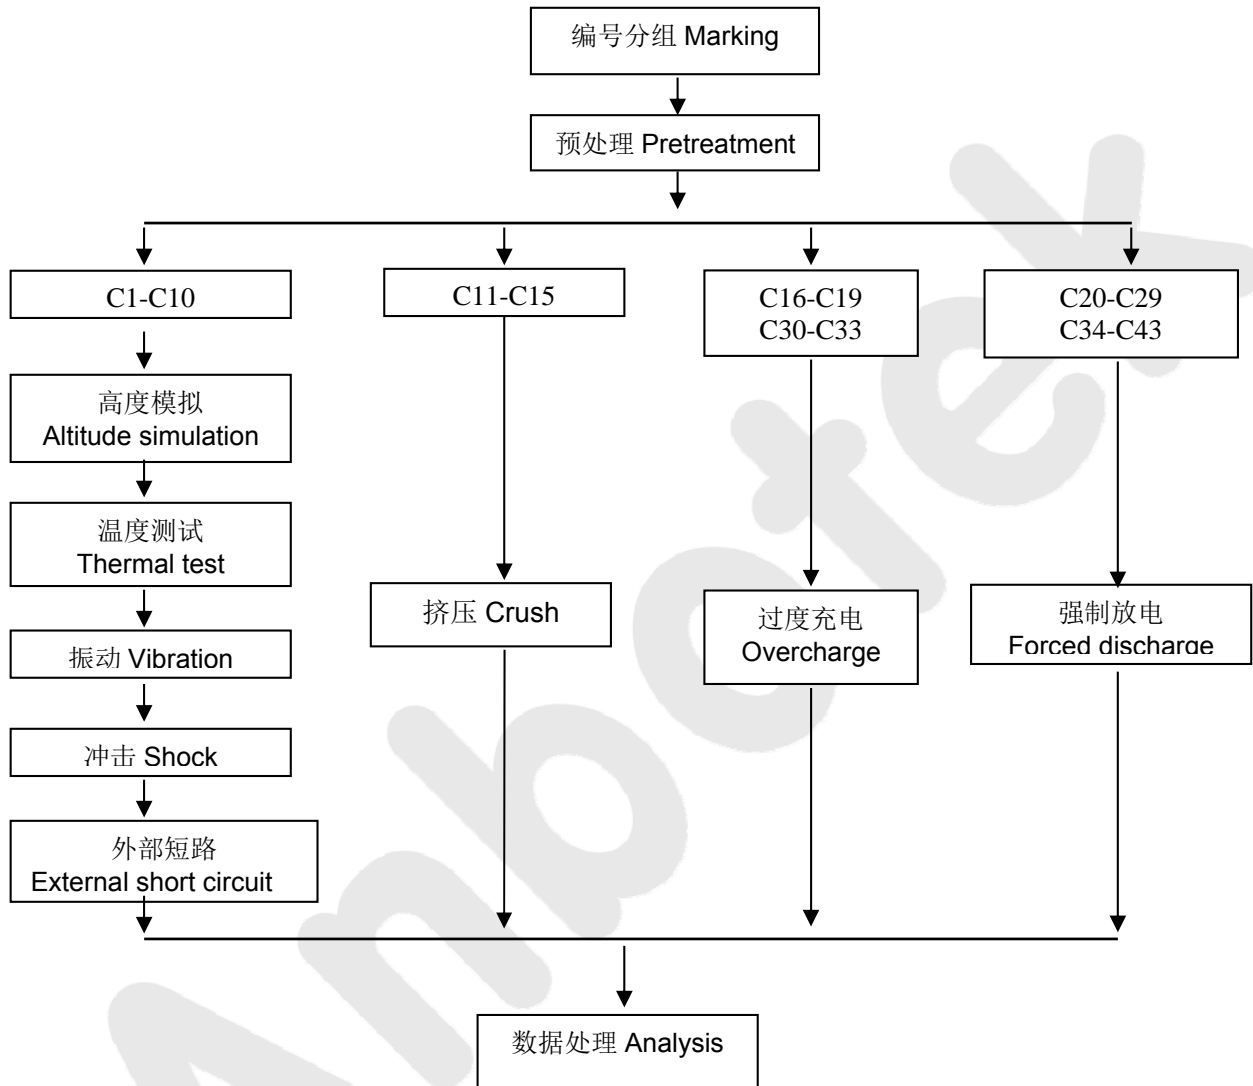 编号分组 Marking
预处理 Pretreatment
C1-C10
C11-C15
C16-C19
C30-C33
C20-C29
C34-C43
高度模拟
Altitude simulation
温度测试
Thermal test
振动 Vibration
冲击 Shock
外部短路
External short circuit
挤压 Crush
过度充电
Overcharge
强制放电
Forced discharge
数据处理 Analysis
Anbotek